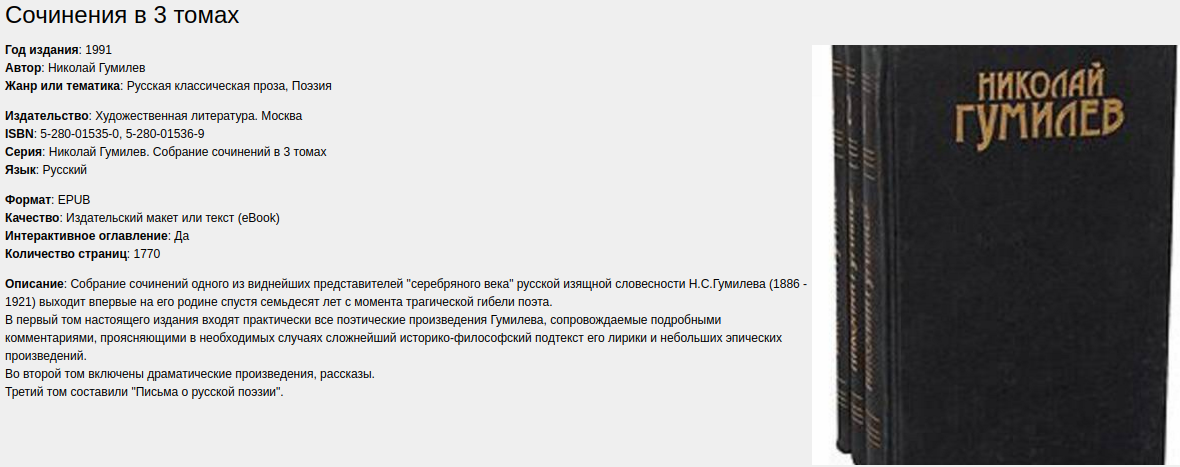 Сочинения в 3 томах
Год издания: 1991
Автор: Николай Гумилев
Жанр или тематика: Русская классическая проза, Поэзия
Издательство: Художественная литература. Москва
ISBN: 5-280-01535-0, 5-280-01536-9
Серия: Николай Гумилев. Собрание сочинений в 3 томах
Язык: Русский
Формат: EPUB
Качество: Издательский макет или текст (eBook)
Интерактивное оглавление: Да
Количество страниц: 1770
Описание: Собрание сочинений одного из виднейших представителей "серебряного века" русской изящной словесности Н.С.Гумилева (1886 -
1921) выходит впервые на его родине спустя семьдесят лет с момента трагической гибели поэта.
В первый том настоящего издания входят практически все поэтические произведения Гумилева, сопровождаемые подробными
комментариями, проясняющими в необходимых случаях сложнейший историко-философский подтекст его лирики и небольших эпических
произведений.
Во второй том включены драматические произведения, рассказы.
Третий том составили "Письма о русской поэзии".
НИКОЛАЙ
ГУМИЛЕВ